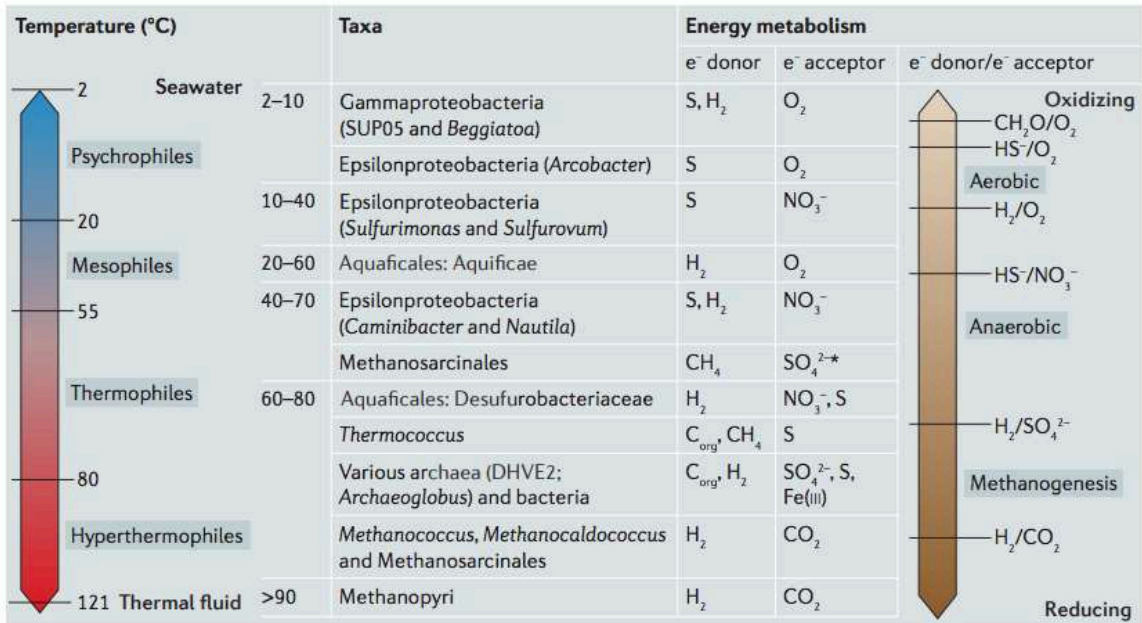 Temperature (°C)
Taxa
Energy metabolism
e⁻ donor
e⁻ acceptor
e⁻ donor/e⁻ acceptor
2
Seawater
Psychrophiles
20
Mesophiles
55
Thermophiles
80
Hyperthermophiles
121 Thermal fluid
2–10 Gammaproteobacteria S, H₂ O₂
(SUP05 and Beggiatoa)
Epsilonproteobacteria (Arcobacter) S O₂
10–40 Epsilonproteobacteria S NO₃⁻
(Sulfurimonas and Sulfurovum)
20–60 Aquaficales: Aquificae H₂ O₂
40–70 Epsilonproteobacteria S, H₂ NO₃⁻
(Caminibacter and Nautila)
Methanosarcinales CH₄ SO₄²⁻*
60–80 Aquaficales: Desufurobacteriaceae H₂ NO₃⁻, S
Thermococcus C_org, CH₄ S
Various archaea (DHVE2; C_org, H₂ SO₄²⁻, S,
Archaeoglobus) and bacteria Fe(III)
Methanococcus, Methanocaldococcus H₂ CO₂
and Methanosarcinales
>90 Methanopyri H₂ CO₂
Oxidizing
CH₂O/O₂
HS⁻/O₂
Aerobic
H₂/O₂
HS⁻/NO₃⁻
Anaerobic
H₂/SO₄²⁻
Methanogenesis
H₂/CO₂
Reducing